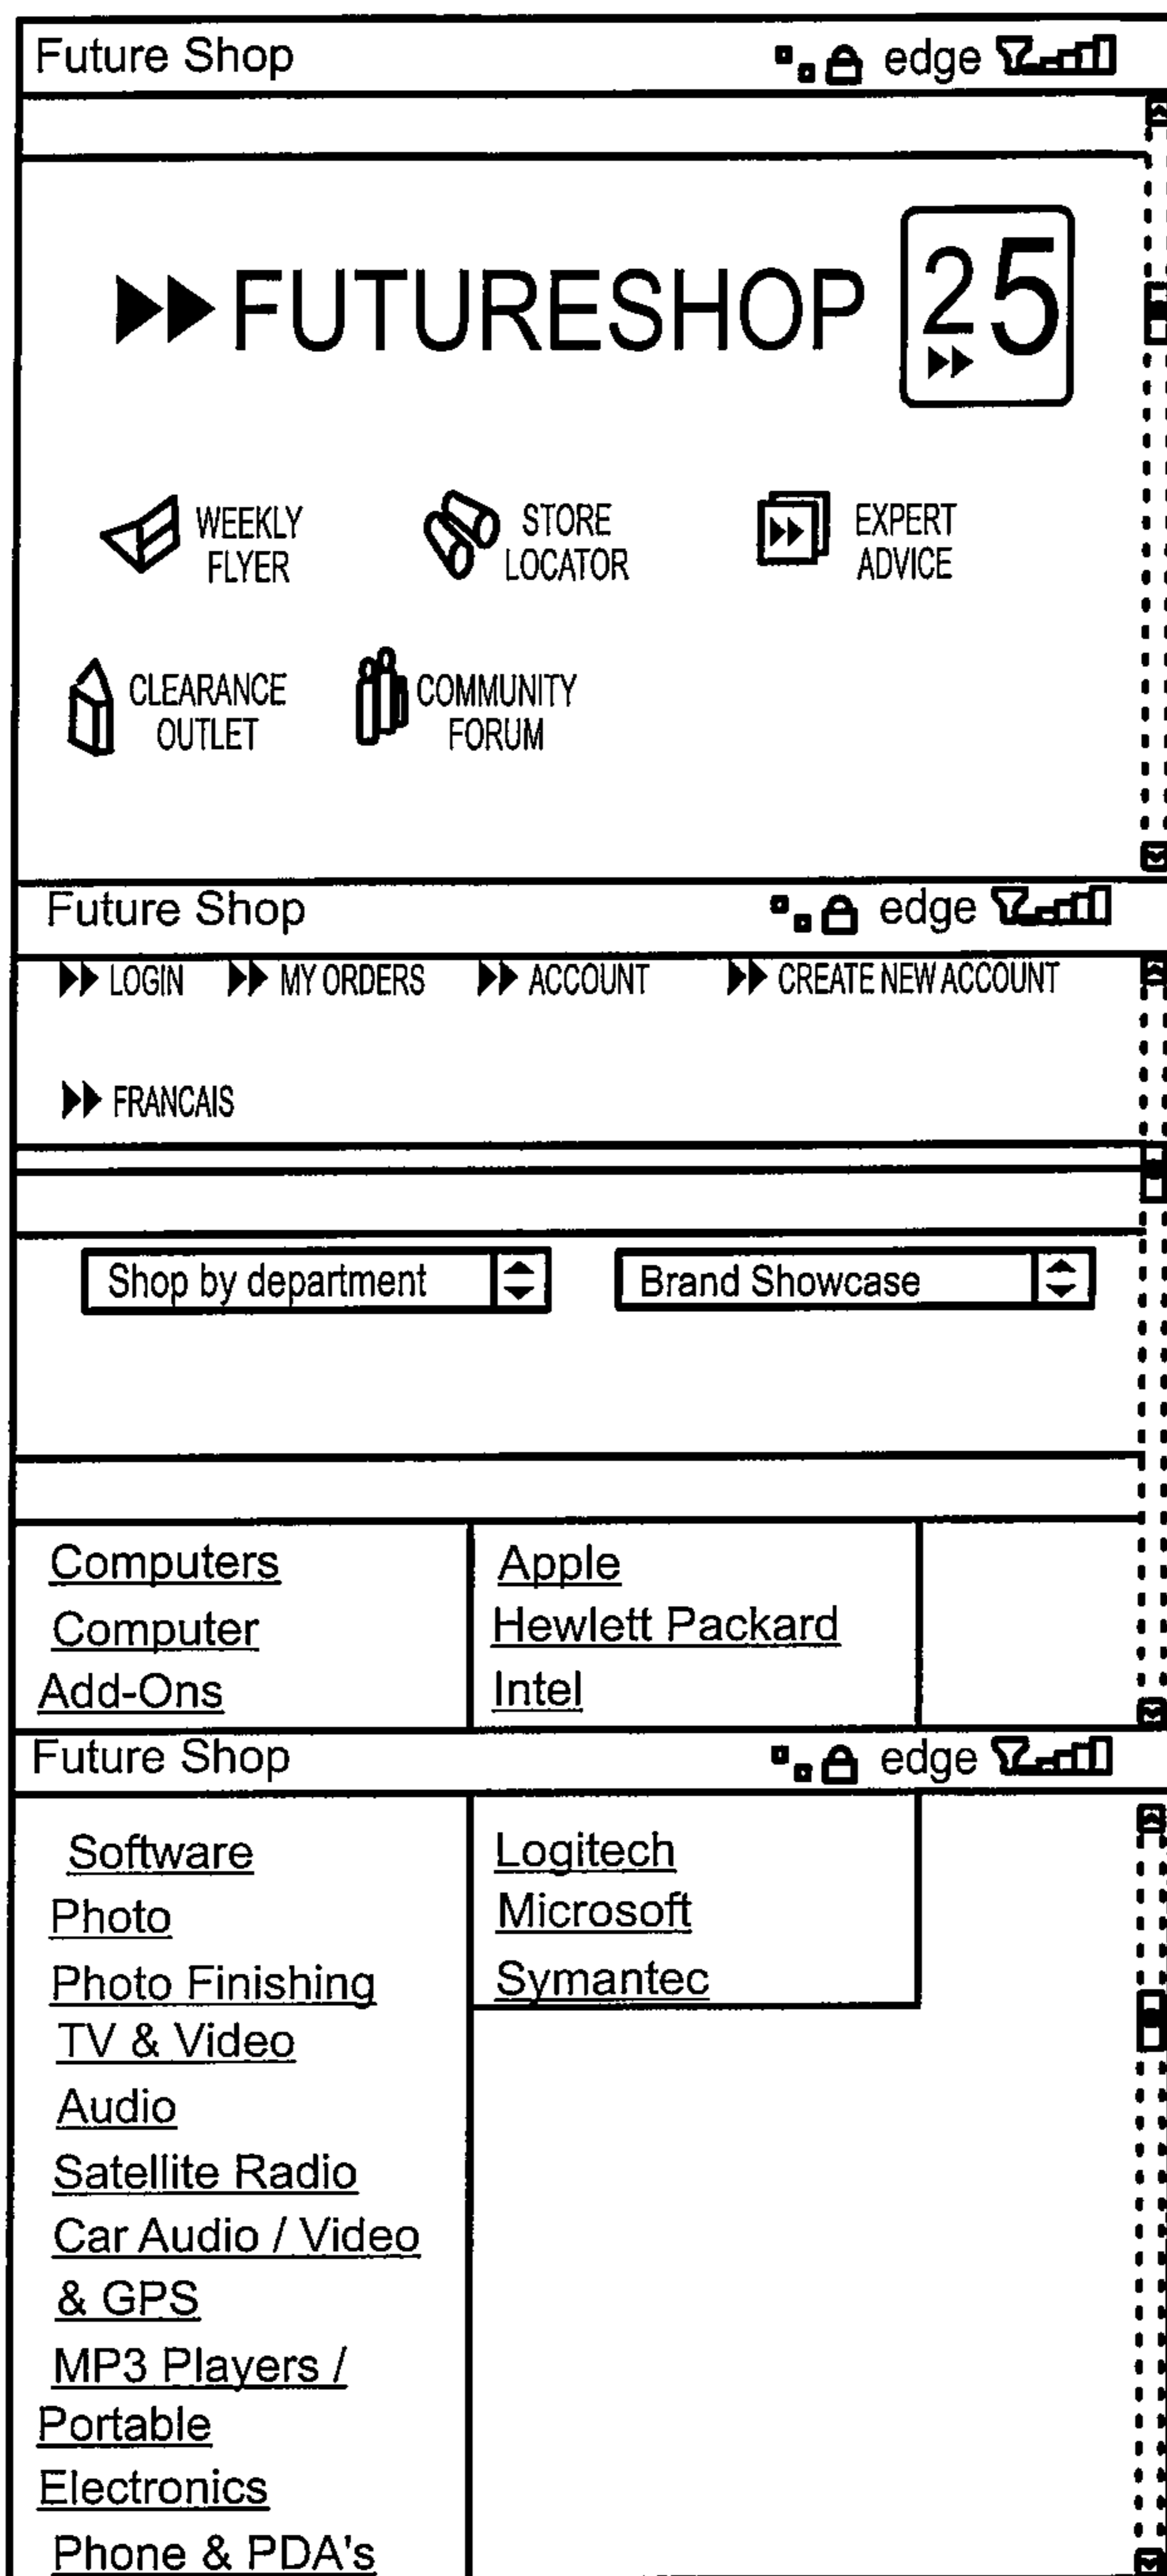 Future Shop edge
FUTURESHOP 25
WEEKLY FLYER
STORE LOCATOR
EXPERT ADVICE
CLEARANCE OUTLET
COMMUNITY FORUM
Future Shop edge
LOGIN MY ORDERS ACCOUNT CREATE NEW ACCOUNT
FRANCAIS
Shop by department Brand Showcase
Computers
Computer
Add-Ons
Apple
Hewlett Packard
Intel
Future Shop edge
Software
Photo
Photo Finishing
TV & Video
Audio
Satellite Radio
Car Audio / Video
& GPS
MP3 Players /
Portable
Electronics
Phone & PDA's
Logitech
Microsoft
Symantec